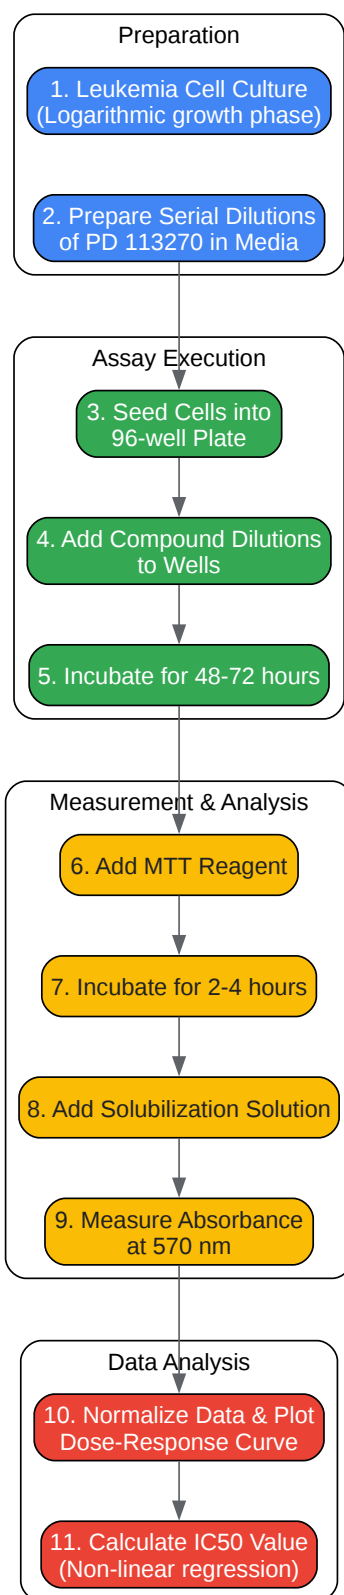 Preparation
1. Leukemia Cell Culture
(Logarithmic growth phase)
2. Prepare Serial Dilutions
of PD 113270 in Media
Assay Execution
3. Seed Cells into
96-well Plate
4. Add Compound Dilutions
to Wells
5. Incubate for 48-72 hours
Measurement & Analysis
6. Add MTT Reagent
7. Incubate for 2-4 hours
8. Add Solubilization Solution
9. Measure Absorbance
at 570 nm
Data Analysis
10. Normalize Data & Plot
Dose-Response Curve
11. Calculate IC50 Value
(Non-linear regression)